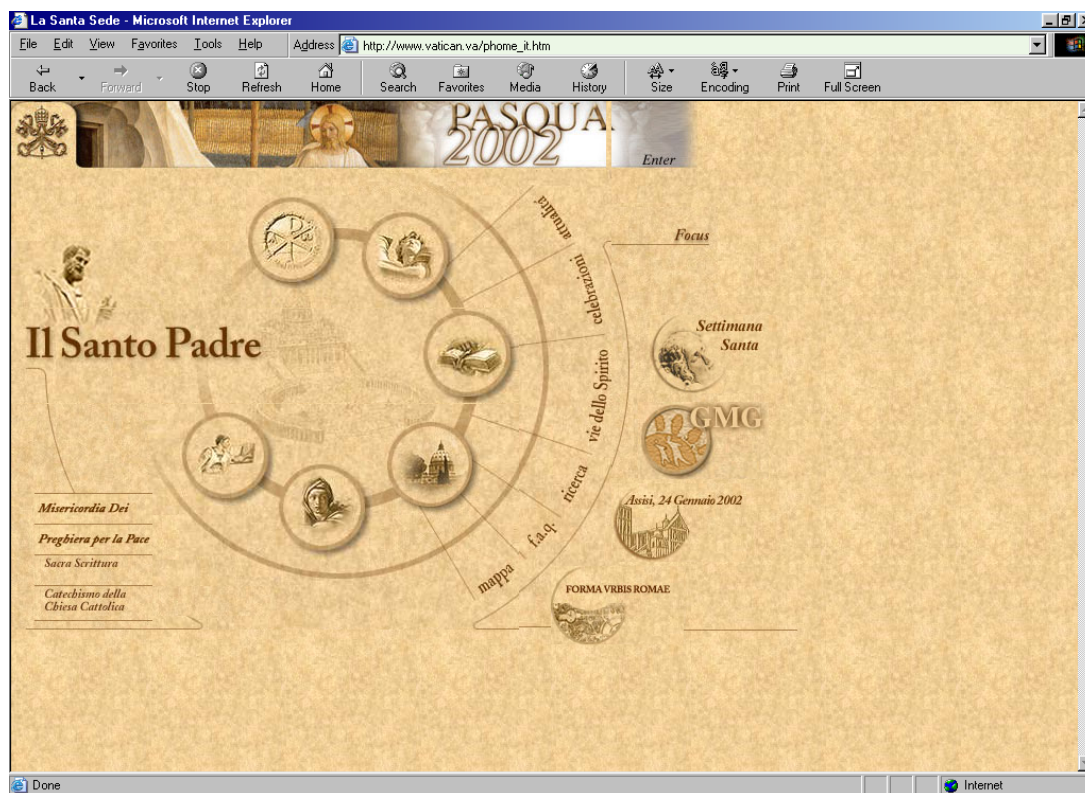 La Santa Sede - Microsoft Internet Explorer
File Edit View Favorites Tools Help Address http://www.vatican.va/phome_it.htm
Back Forward Stop Refresh Home Search Favorites Media History Size Encoding Print Full Screen
PASQUA
2002
Enter
attualita'
celebrazioni
vie dello Spirito
ricerca
f.a.q.
mappa
Il Santo Padre
Misericordia Dei
Preghiera per la Pace
Sacra Scrittura
Catechismo della
Chiesa Cattolica
Focus
Settimana
Santa
GMG
Assisi, 24 Gennaio 2002
FORMA VRBIS ROMAE
Done Internet